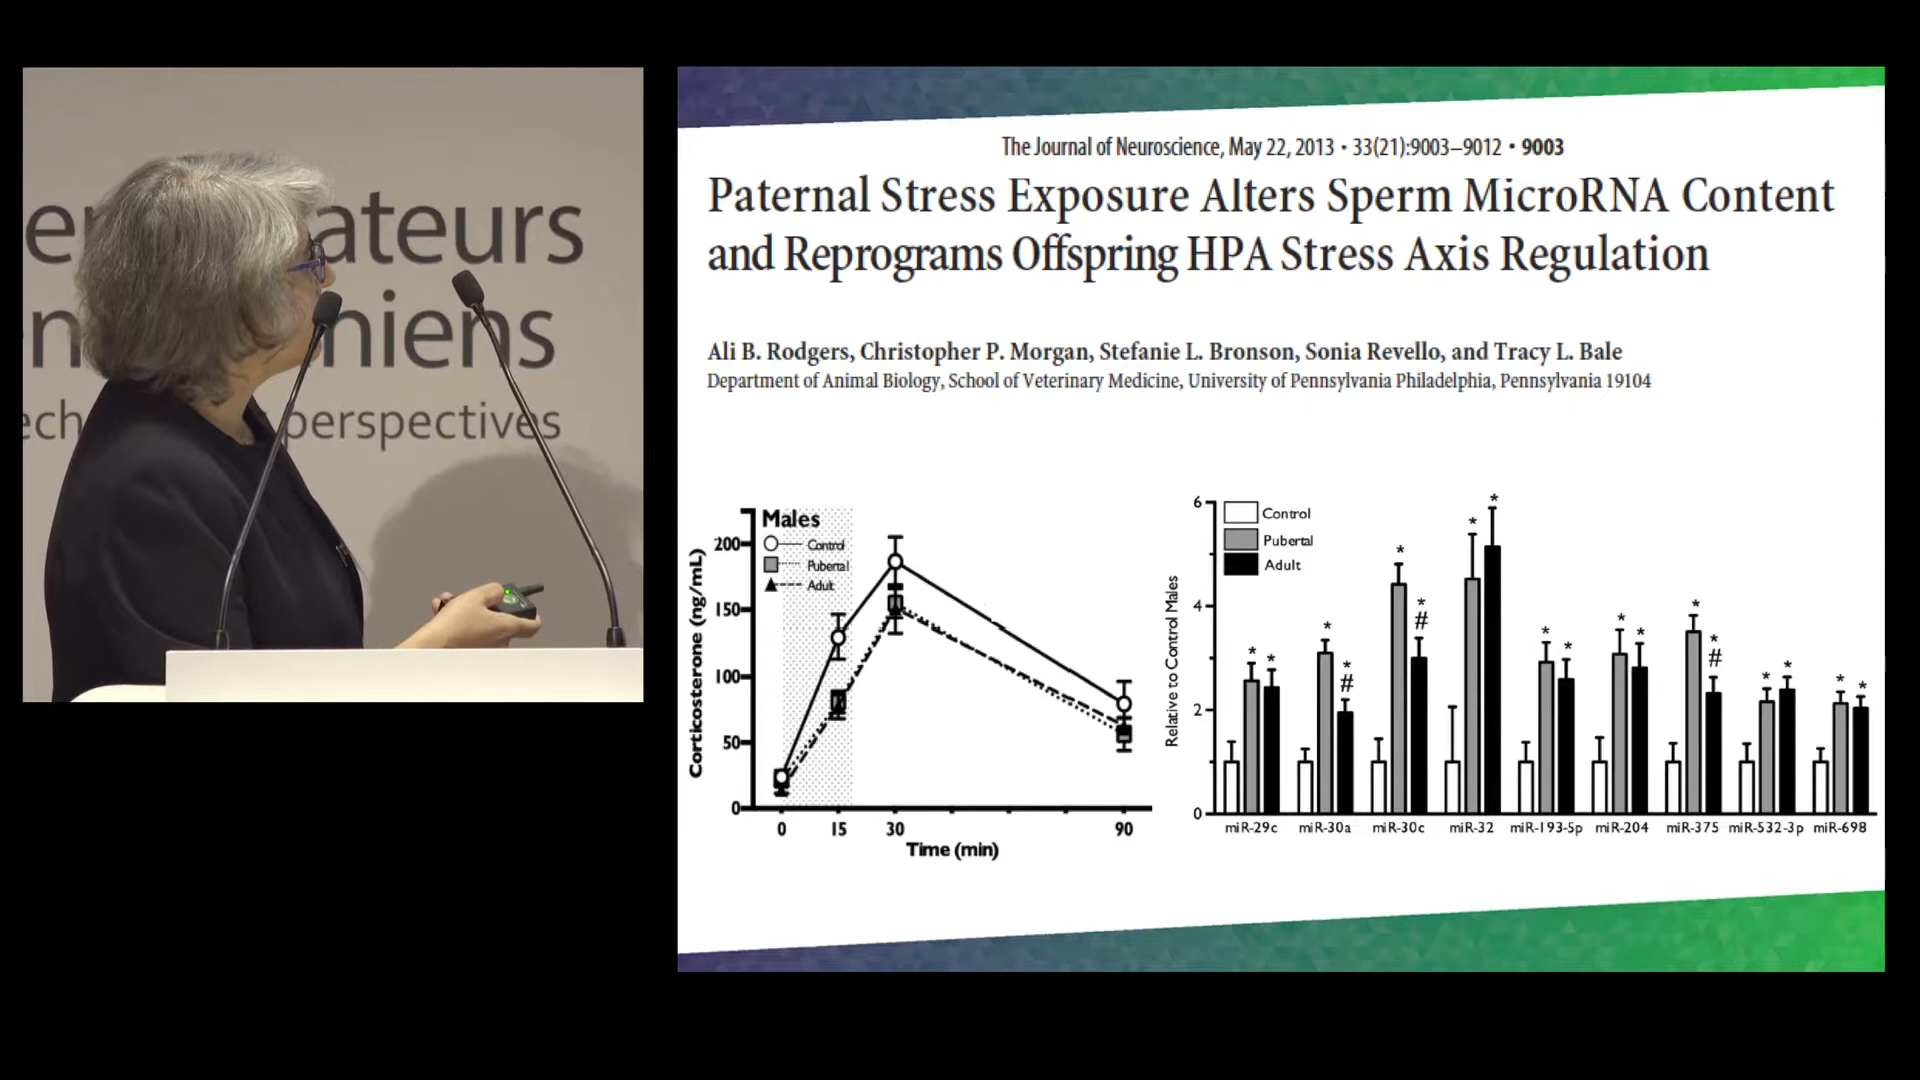 ateurs
niens
perspectives
The Journal of Neuroscience, May 22, 2013 • 33(21):9003–9012 • 9003
Paternal Stress Exposure Alters Sperm MicroRNA Content
and Reprograms Offspring HPA Stress Axis Regulation
Ali B. Rodgers, Christopher P. Morgan, Stefanie L. Bronson, Sonia Revello, and Tracy L. Bale
Department of Animal Biology, School of Veterinary Medicine, University of Pennsylvania Philadelphia, Pennsylvania 19104
Males
Control
Pubertal
Adult
Corticosterone (ng/mL)
200
150
100
50
0
0 15 30 90
Time (min)
Control
Pubertal
Adult
Relative to Control Males
6
4
2
0
* * * * # * * # * * * * * * * * # * * * *
miR-29c miR-30a miR-30c miR-32 miR-193-5p miR-204 miR-375 miR-532-3p miR-698